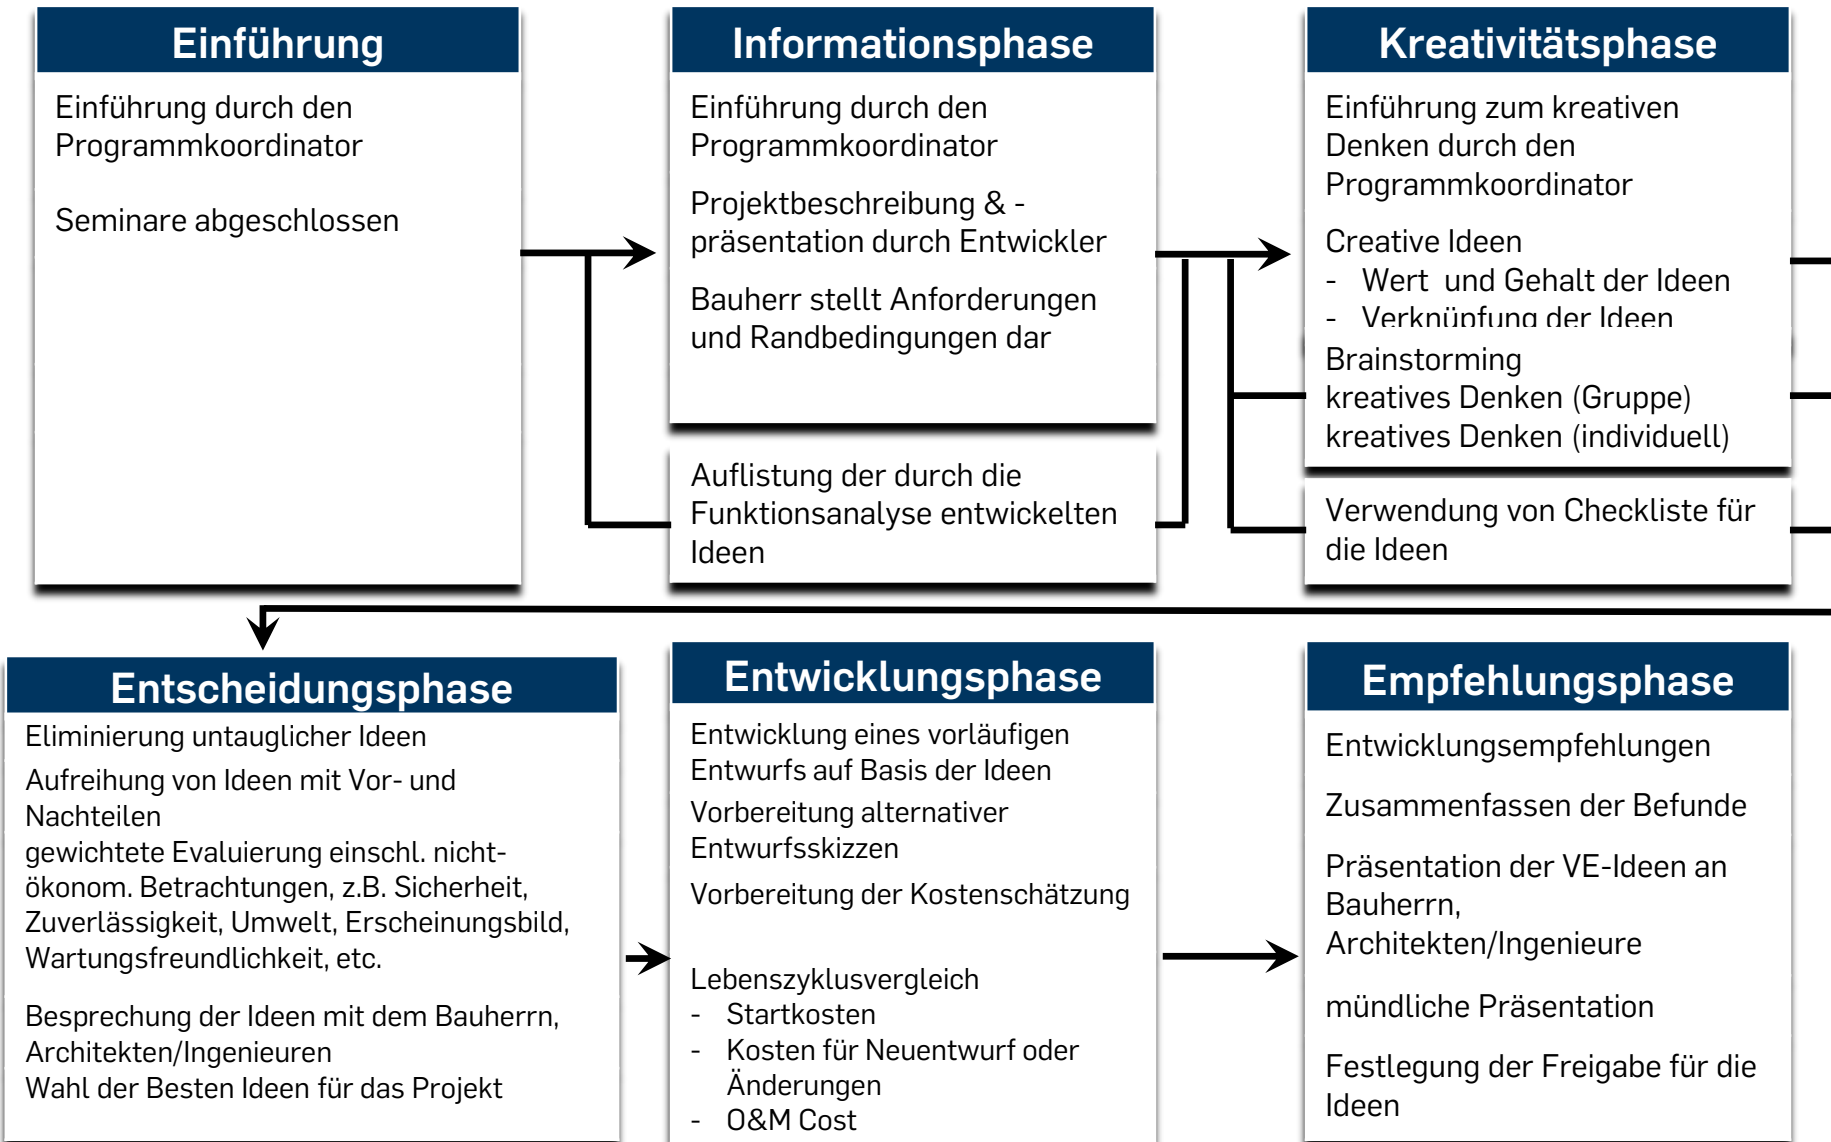 Einführung
Einführung durch den
Programmkoordinator
Seminare abgeschlossen
Informationsphase
Einführung durch den
Programmkoordinator
Projektbeschreibung & -
präsentation durch Entwickler
Bauherr stellt Anforderungen
und Randbedingungen dar
Auflistung der durch die
Funktionsanalyse entwickelten
Ideen
Kreativitätsphase
Einführung zum kreativen
Denken durch den
Programmkoordinator
Creative Ideen
- Wert und Gehalt der Ideen
- Verknüpfung der Ideen
Brainstorming
kreatives Denken (Gruppe)
kreatives Denken (individuell)
Verwendung von Checkliste für
die Ideen
Entscheidungsphase
Eliminierung untauglicher Ideen
Aufreihung von Ideen mit Vor- und
Nachteilen
gewichtete Evaluierung einschl. nicht-
ökonom. Betrachtungen, z.B. Sicherheit,
Zuverlässigkeit, Umwelt, Erscheinungsbild,
Wartungsfreundlichkeit, etc.
Besprechung der Ideen mit dem Bauherrn,
Architekten/Ingenieuren
Wahl der Besten Ideen für das Projekt
Entwicklungsphase
Entwicklung eines vorläufigen
Entwurfs auf Basis der Ideen
Vorbereitung alternativer
Entwurfsskizzen
Vorbereitung der Kostenschätzung
Lebenszyklusvergleich
- Startkosten
- Kosten für Neuentwurf oder
Änderungen
- O&M Cost
Empfehlungsphase
Entwicklungsempfehlungen
Zusammenfassen der Befunde
Präsentation der VE-Ideen an
Bauherrn,
Architekten/Ingenieure
mündliche Präsentation
Festlegung der Freigabe für die
Ideen